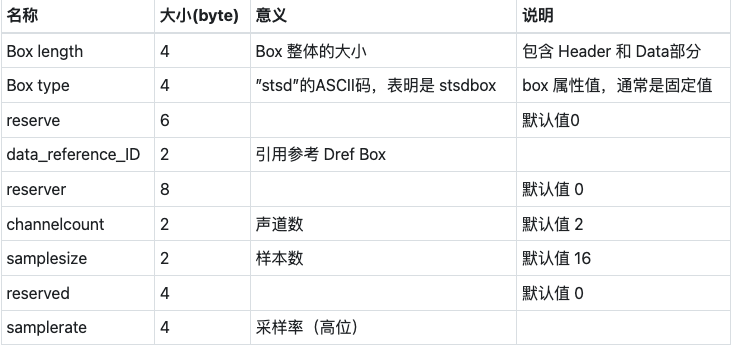 名称 大小(byte) 意义 说明
Box length 4 Box 整体的大小 包含 Header 和 Data部分
Box type 4 "stsd"的ASCII码，表明是 stsdbox box 属性值，通常是固定值
reserve 6 默认值0
data_reference_ID 2 引用参考 Dref Box
reserver 8 默认值 0
channelcount 2 声道数 默认值 2
samplesize 2 样本数 默认值 16
reserved 4 默认值 0
samplerate 4 采样率（高位）